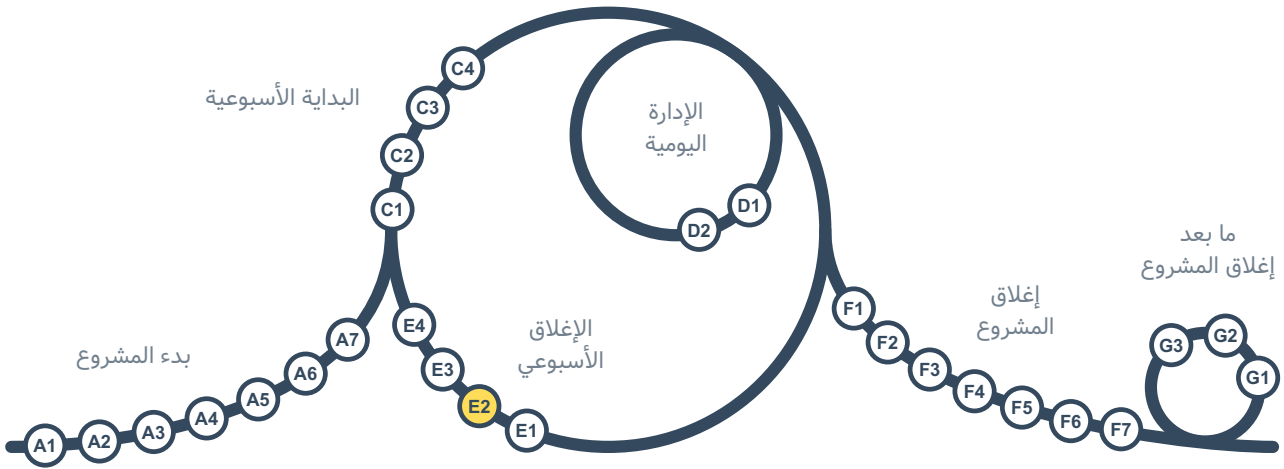 بدء المشروع
A1
A2
A3
A4
A5
A6
A7
البداية الأسبوعية
C1
C2
C3
C4
الإدارة
اليومية
D1
D2
الإغلاق
الأسبوعي
E1
E2
E3
E4
إغلاق
المشروع
F1
F2
F3
F4
F5
F6
F7
ما بعد
إغلاق المشروع
G1
G2
G3